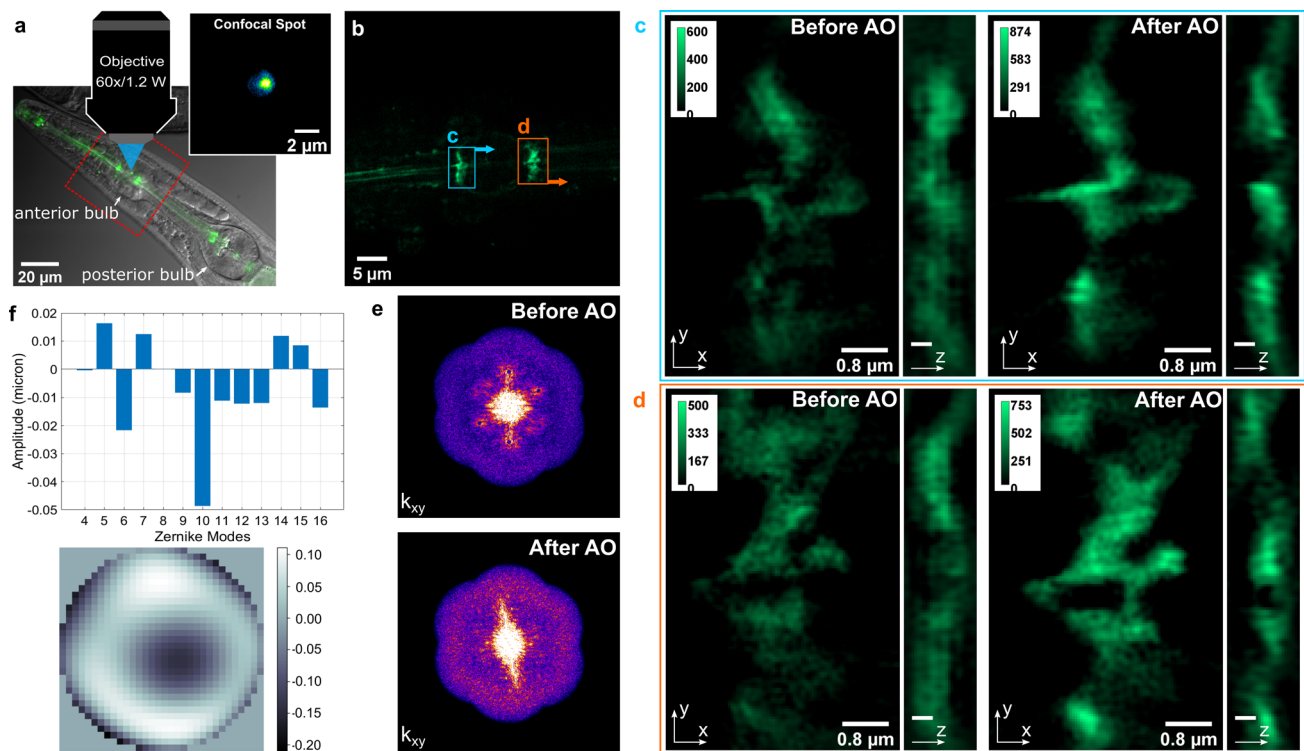 a
Objective
60x/1.2 W
Confocal Spot
2 µm
anterior bulb
posterior bulb
20 µm
b
c
d
5 µm
c
600
400
200
0
Before AO
y
x
0.8 µm
z
874
583
291
0
After AO
y
x
0.8 µm
z
d
500
333
167
0
Before AO
y
x
0.8 µm
z
753
502
251
0
After AO
y
x
0.8 µm
z
e
Before AO
kxy
After AO
kxy
f
0.02
0.01
0
-0.01
-0.02
-0.03
-0.04
-0.05
Amplitude (micron)
4 5 6 7 8 9 10 11 12 13 14 15 16
Zernike Modes
0.10
0.05
0.00
-0.05
-0.10
-0.15
-0.20